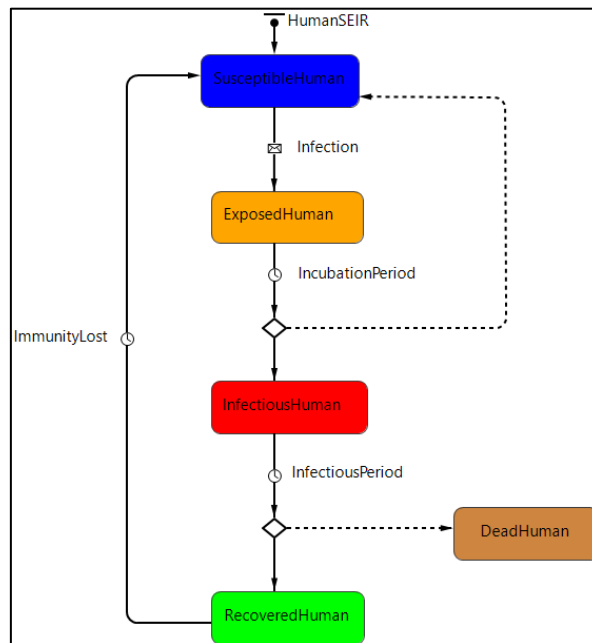 HumanSEIR
SusceptibleHuman
Infection
ExposedHuman
IncubationPeriod
ImmunityLost
InfectiousHuman
InfectiousPeriod
DeadHuman
RecoveredHuman